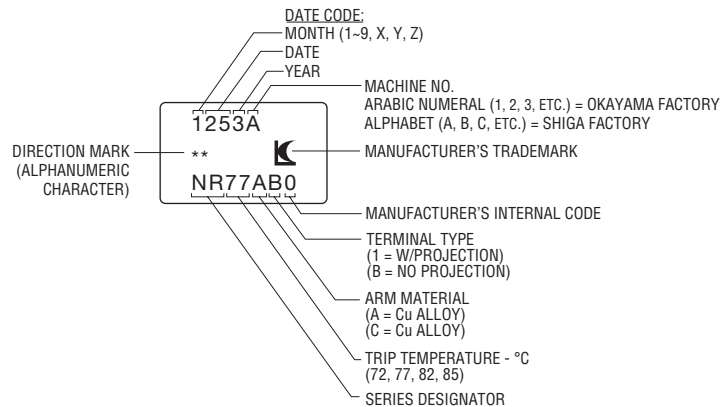 DATE CODE:
MONTH (1~9, X, Y, Z)
DATE
YEAR
MACHINE NO.
ARABIC NUMERAL (1, 2, 3, ETC.) = OKAYAMA FACTORY
ALPHABET (A, B, C, ETC.) = SHIGA FACTORY
1253A
DIRECTION MARK
(ALPHANUMERIC
CHARACTER)
**
K
MANUFACTURER'S TRADEMARK
NR77AB0
MANUFACTURER'S INTERNAL CODE
TERMINAL TYPE
(1 = W/PROJECTION)
(B = NO PROJECTION)
ARM MATERIAL
(A = Cu ALLOY)
(C = Cu ALLOY)
TRIP TEMPERATURE - °C
(72, 77, 82, 85)
SERIES DESIGNATOR